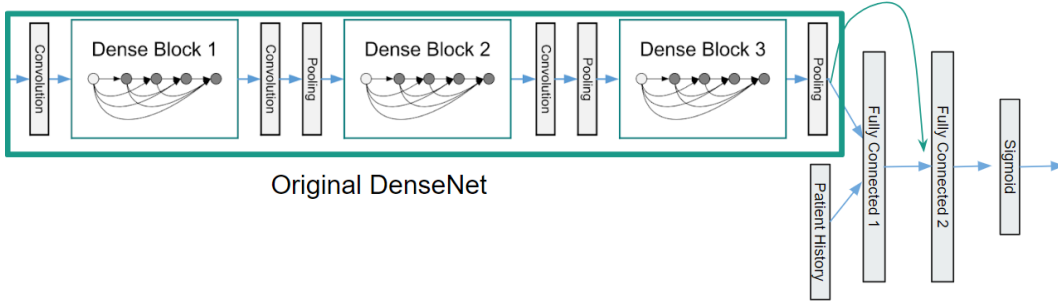 Convolution
Dense Block 1
Convolution
Pooling
Dense Block 2
Convolution
Pooling
Dense Block 3
Pooling
Original DenseNet
Patient History
Fully Connected 1
Fully Connected 2
Sigmoid